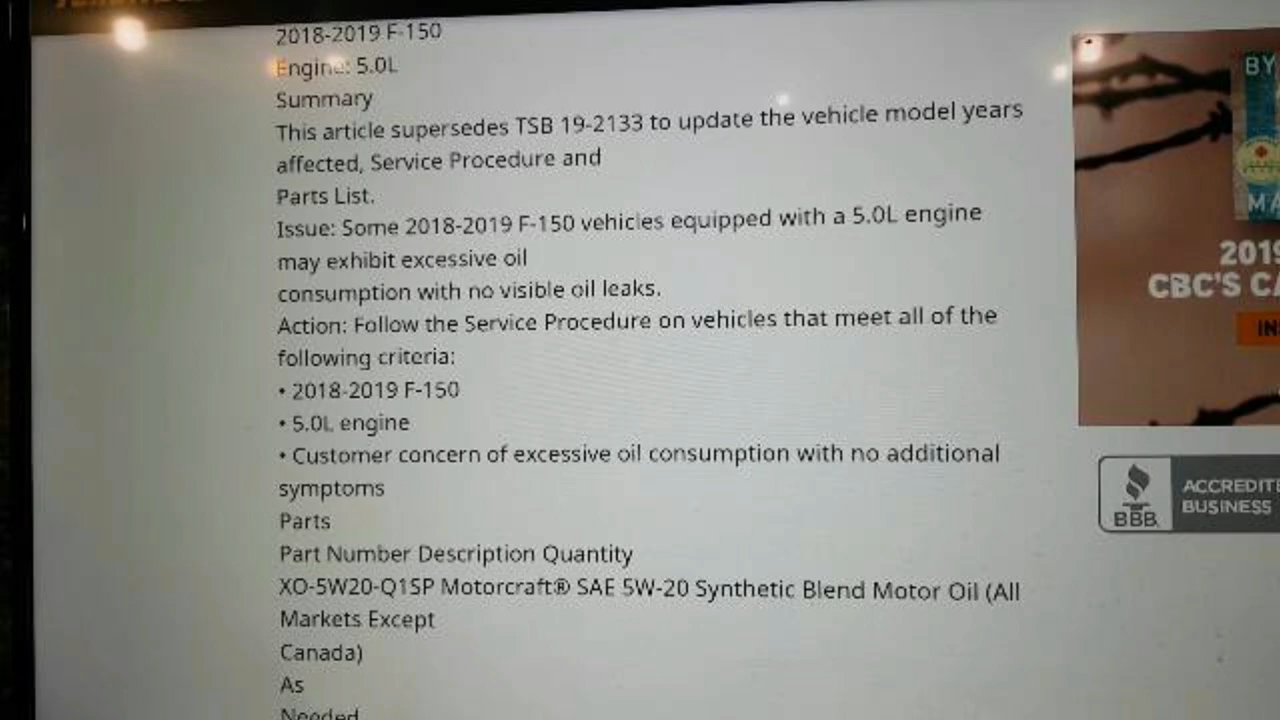 2018-2019 F-150
Engine: 5.0L
Summary
This article supersedes TSB 19-2133 to update the vehicle model years
affected, Service Procedure and
Parts List.
Issue: Some 2018-2019 F-150 vehicles equipped with a 5.0L engine
may exhibit excessive oil
consumption with no visible oil leaks.
Action: Follow the Service Procedure on vehicles that meet all of the
following criteria:
• 2018-2019 F-150
• 5.0L engine
• Customer concern of excessive oil consumption with no additional
symptoms
Parts
Part Number Description Quantity
XO-5W20-Q1SP Motorcraft® SAE 5W-20 Synthetic Blend Motor Oil (All
Markets Except
Canada)
As
Needed
BY
MA
2019
CBC'S CA
IN
BBB
ACCREDITE
BUSINESS